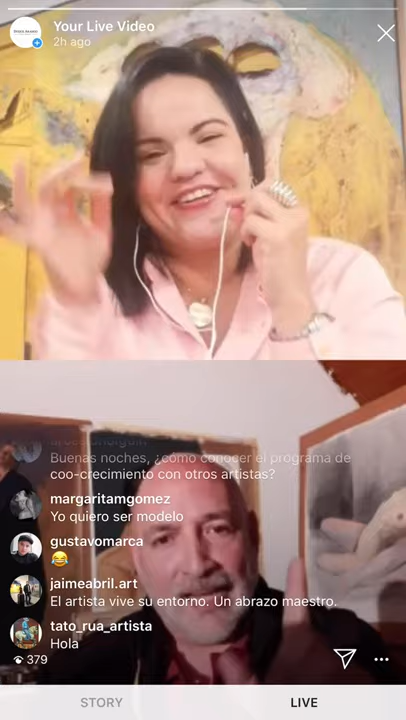 Your Live Video
2h ago
Buenas noches, ¿cómo conocer el programa de
coo-crecimiento con otros artistas?
margaritamgomez
Yo quiero ser modelo
gustavomarca
😂
jaimeabril.art
El artista vive su entorno. Un abrazo maestro.
tato_rua_artista
Hola
379
STORY
LIVE